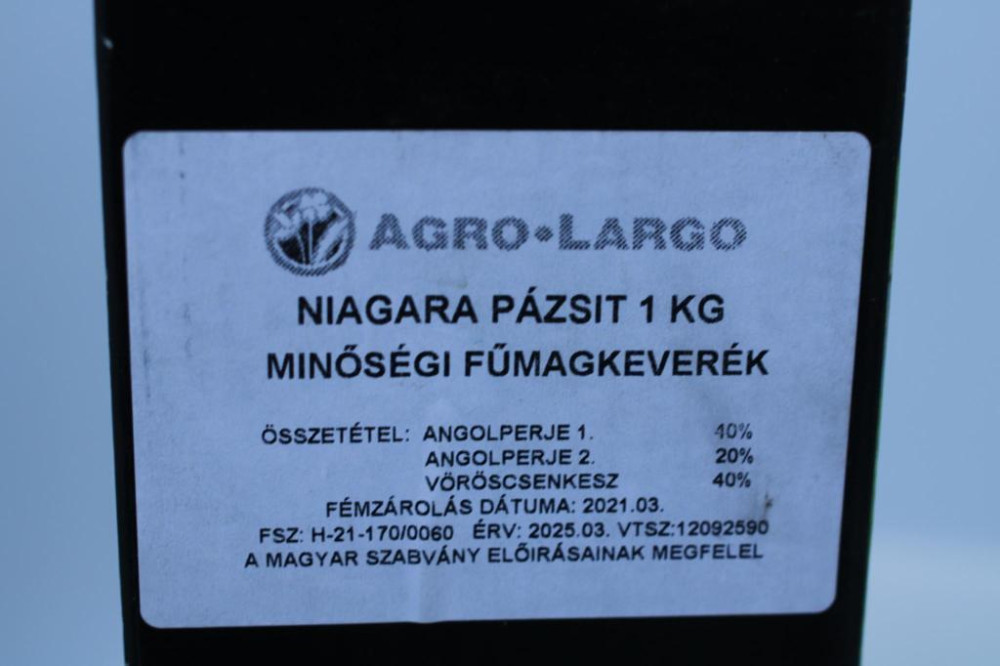 AGRO•LARGO
NIAGARA PÁZSIT 1 KG
MINŐSÉGI FŰMAGKEVERÉK
ÖSSZETÉTEL: ANGOLPERJE 1. 40%
ANGOLPERJE 2. 20%
VÖRÖSCSENKESZ 40%
FÉMZÁROLÁS DÁTUMA: 2021.03.
FSZ: H-21-170/0060 ÉRV: 2025.03. VTSZ:12092590
A MAGYAR SZABVÁNY ELŐIRÁSAINAK MEGFELEL